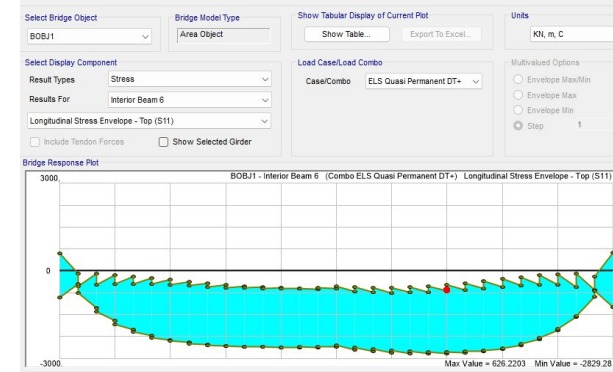 Select Bridge Object
BOBJ1
Bridge Model Type
Area Object
Show Tabular Display of Current Plot
Show Table...
Export To Excel...
Units
KN, m, C
Select Display Component
Result Types
Stress
Results For
Interior Beam 6
Longitudinal Stress Envelope - Top (S11)
Include Tendon Forces
Show Selected Girder
Load Case/Load Combo
Case/Combo
ELS Quasi Permanent DT+
Multivalued Options
Envelope Max/Min
Envelope Max
Envelope Min
Step
1
Bridge Response Plot
BOBJ1 - Interior Beam 6 (Combo ELS Quasi Permanent DT+) Longitudinal Stress Envelope - Top (S11)
3000.
0
-3000.
Max Value = 626.2203 Min Value = -2829.28